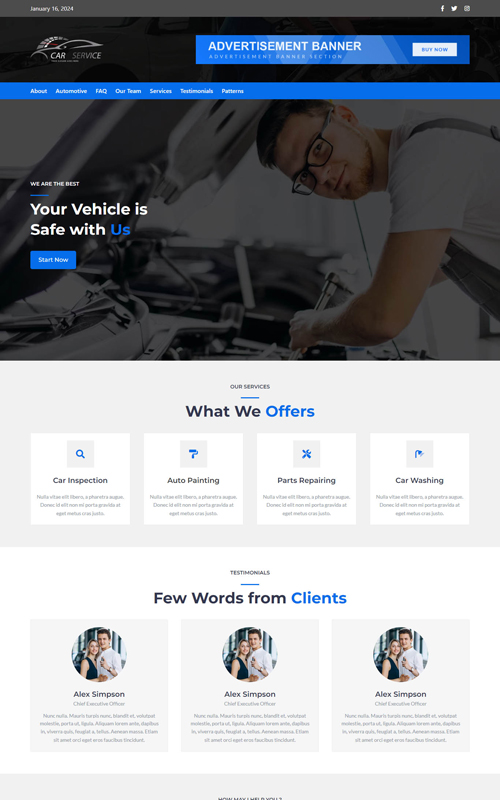 January 16, 2024
CAR SERVICE
ADVERTISEMENT BANNER
ADVERTISEMENT BANNER SECTION
BUY NOW
About Automotive FAQ Our Team Services Testimonials Patterns
WE ARE THE BEST
Your Vehicle is
Safe with Us
Start Now
OUR SERVICES
What We Offers
Car Inspection
Nulla vitae elit libero, a pharetra augue.
Donec id elit non mi porta gravida at
eget metus cras justo.
Auto Painting
Nulla vitae elit libero, a pharetra augue.
Donec id elit non mi porta gravida at
eget metus cras justo.
Parts Repairing
Nulla vitae elit libero, a pharetra augue.
Donec id elit non mi porta gravida at
eget metus cras justo.
Car Washing
Nulla vitae elit libero, a pharetra augue.
Donec id elit non mi porta gravida at
eget metus cras justo.
TESTIMONIALS
Few Words from Clients
Alex Simpson
Chief Executive Officer
Nunc nulla. Mauris turpis nunc, blandit et, volutpat
molestie, porta ut, ligula. Aliquam lorem ante, dapibus
in, viverra quis, feugiat a, tellus. Aenean massa. Etiam
sit amet orci eget eros faucibus tincidunt.
Alex Simpson
Chief Executive Officer
Nunc nulla. Mauris turpis nunc, blandit et, volutpat
molestie, porta ut, ligula. Aliquam lorem ante, dapibus
in, viverra quis, feugiat a, tellus. Aenean massa. Etiam
sit amet orci eget eros faucibus tincidunt.
Alex Simpson
Chief Executive Officer
Nunc nulla. Mauris turpis nunc, blandit et, volutpat
molestie, porta ut, ligula. Aliquam lorem ante, dapibus
in, viverra quis, feugiat a, tellus. Aenean massa. Etiam
sit amet orci eget eros faucibus tincidunt.
HOW MAY I HELP YOU ?